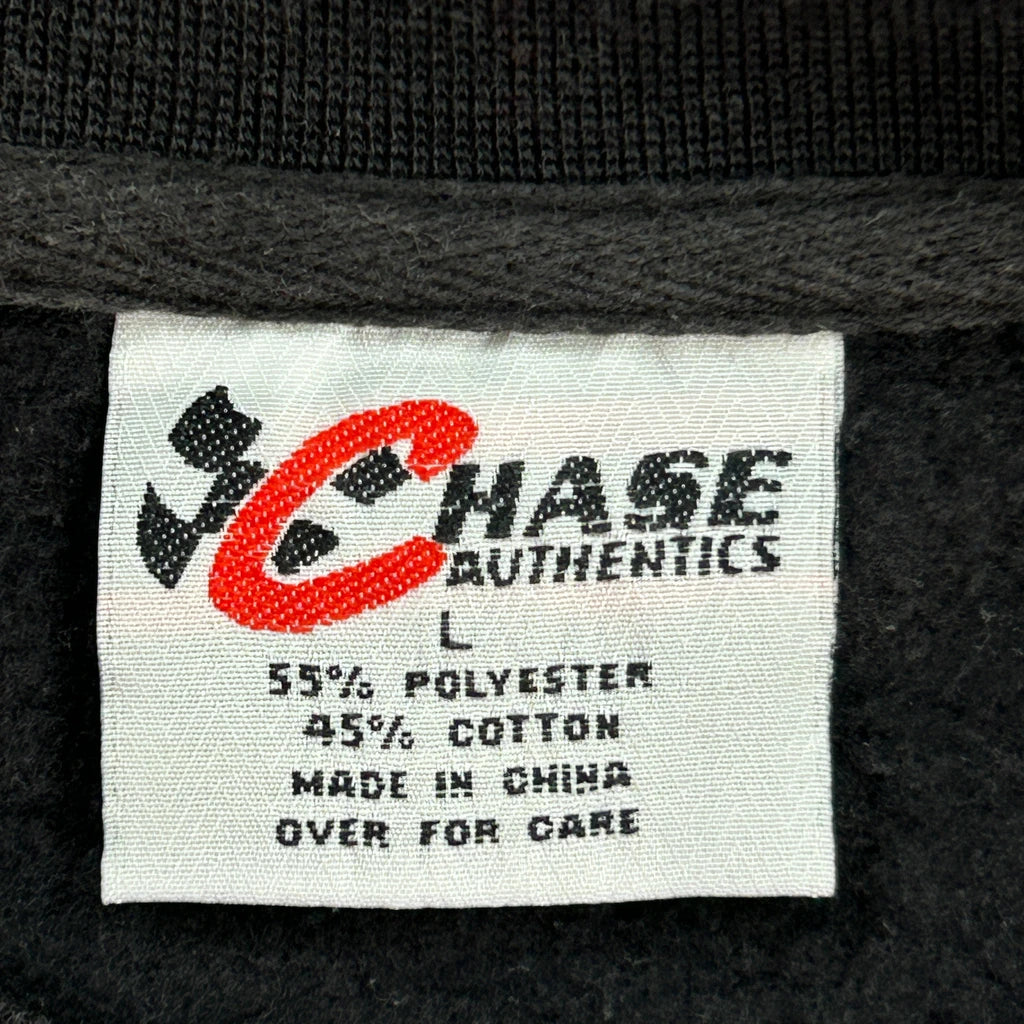 CHASE
AUTHENTICS
L
55% POLYESTER
45% COTTON
MADE IN CHINA
OVER FOR CARE